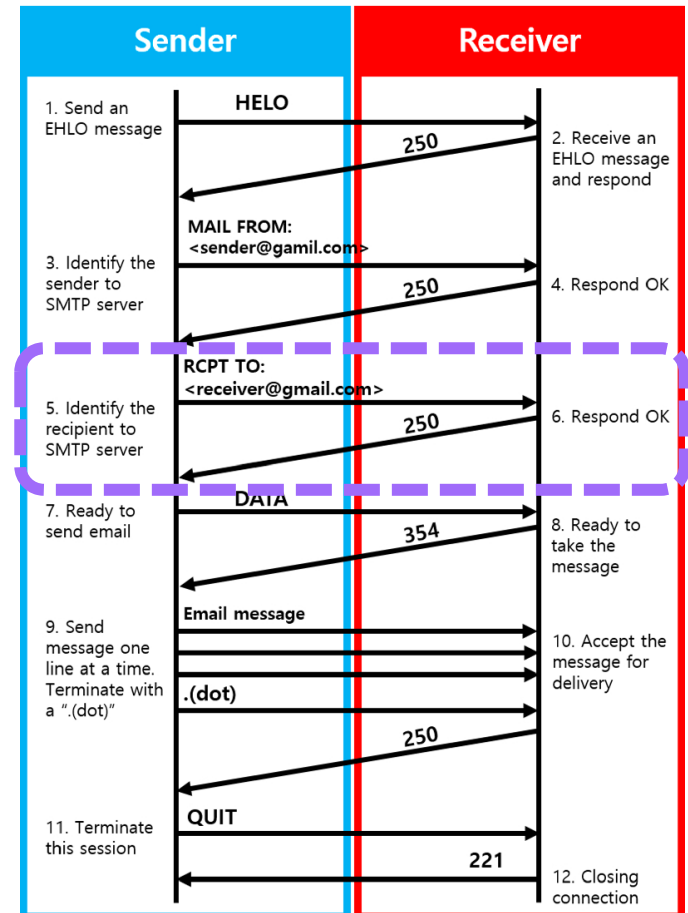 Sender
Receiver
1. Send an
EHLO message
HELO
250
2. Receive an
EHLO message
and respond
MAIL FROM:
<sender@gamil.com>
3. Identify the
sender to
SMTP server
250
4. Respond OK
RCPT TO:
<receiver@gmail.com>
5. Identify the
recipient to
SMTP server
250
6. Respond OK
DATA
7. Ready to
send email
354
8. Ready to
take the
message
Email message
9. Send
message one
line at a time.
Terminate with
a “.(dot)”
10. Accept the
message for
delivery
.(dot)
250
QUIT
11. Terminate
this session
221
12. Closing
connection